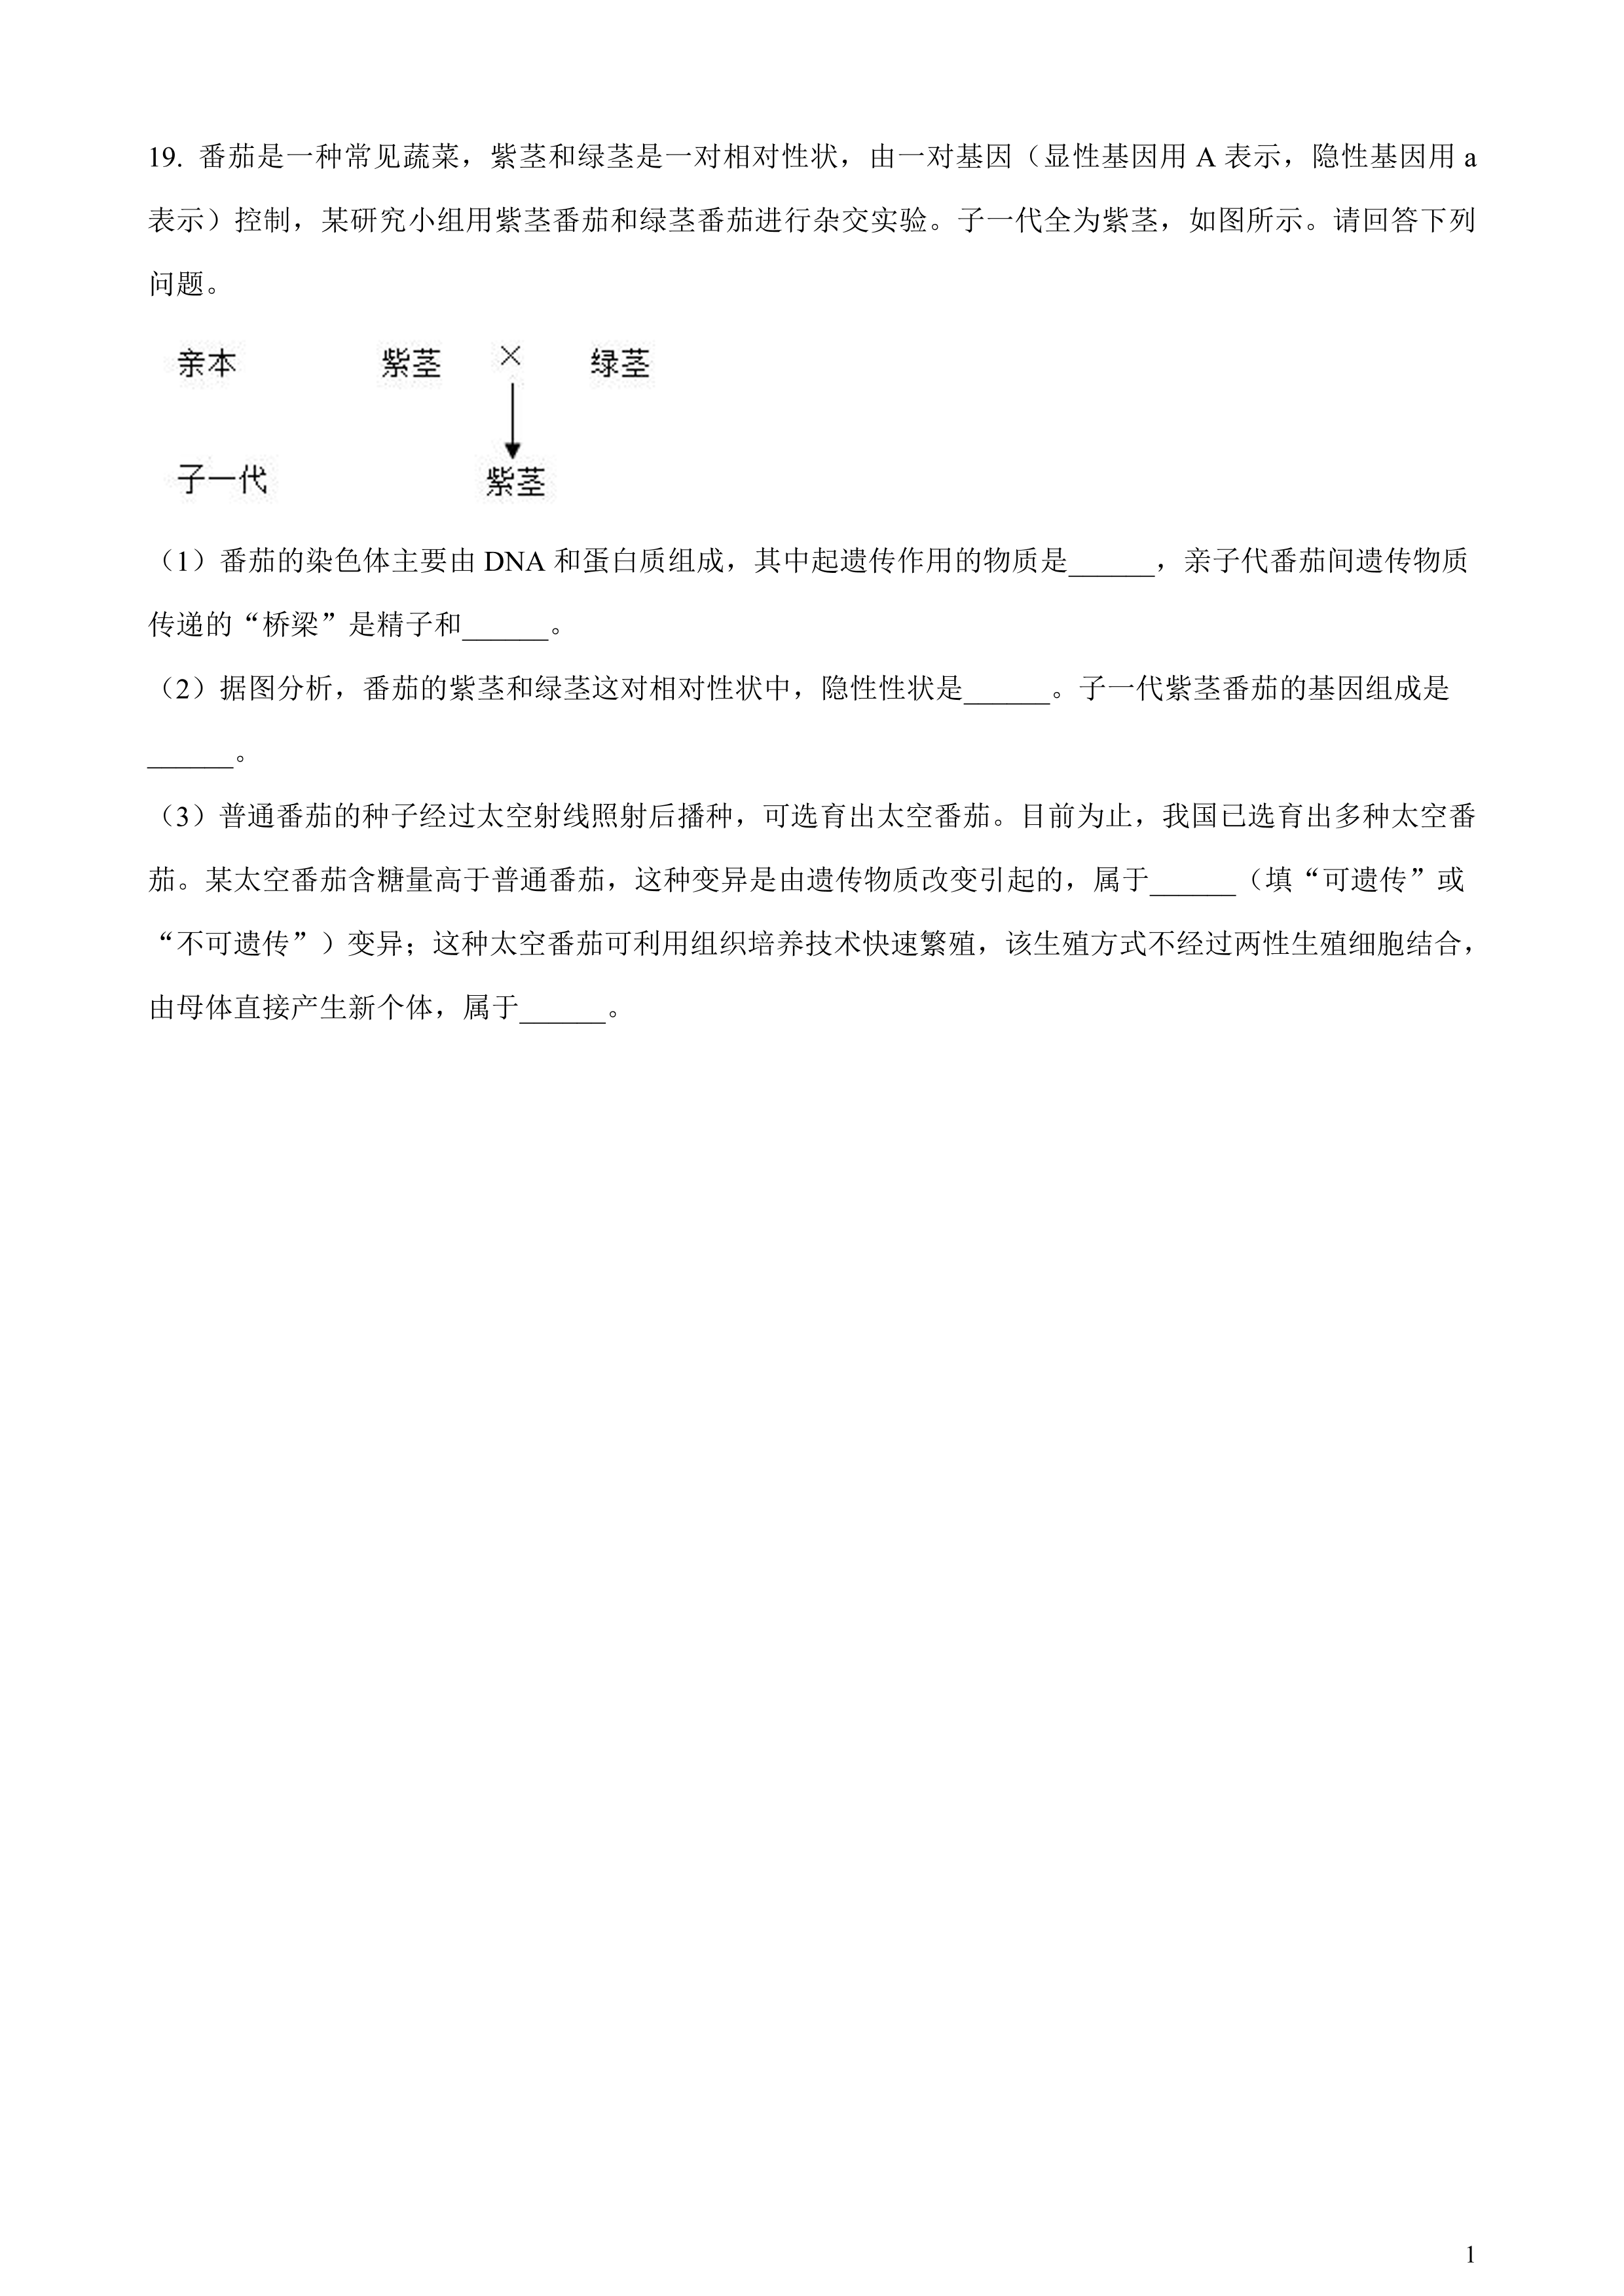 19. 番茄是一种常见蔬菜，紫茎和绿茎是一对相对性状，由一对基因（显性基因用 A 表示，隐性基因用 a
表示）控制，某研究小组用紫茎番茄和绿茎番茄进行杂交实验。子一代全为紫茎，如图所示。请回答下列
问题。
亲本 紫茎 × 绿茎
子一代 紫茎
（1）番茄的染色体主要由 DNA 和蛋白质组成，其中起遗传作用的物质是______，亲子代番茄间遗传物质
传递的“桥梁”是精子和______。
（2）据图分析，番茄的紫茎和绿茎这对相对性状中，隐性性状是______。子一代紫茎番茄的基因组成是
______。
（3）普通番茄的种子经过太空射线照射后播种，可选育出太空番茄。目前为止，我国已选育出多种太空番
茄。某太空番茄含糖量高于普通番茄，这种变异是由遗传物质改变引起的，属于______（填“可遗传”或
“不可遗传”）变异；这种太空番茄可利用组织培养技术快速繁殖，该生殖方式不经过两性生殖细胞结合，
由母体直接产生新个体，属于______。
1